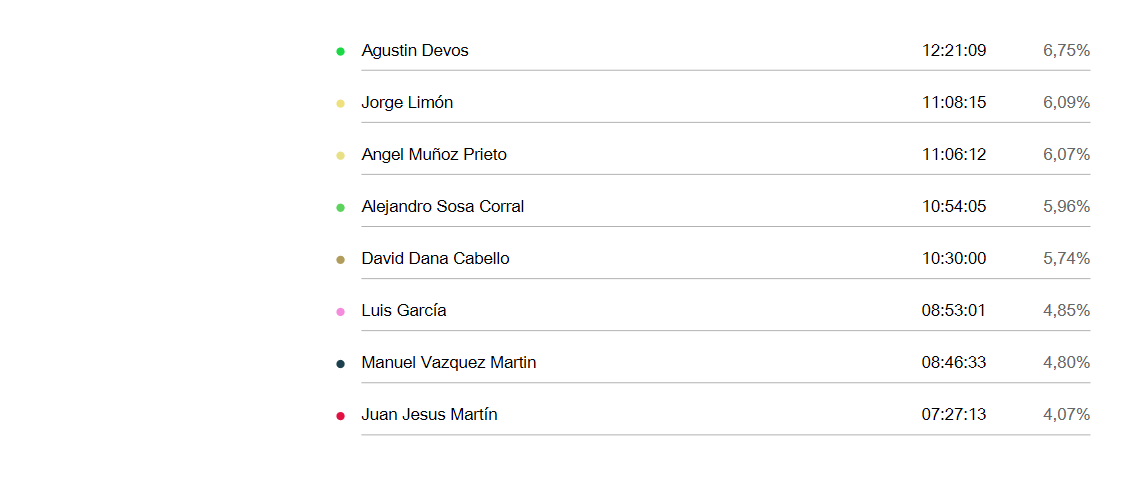 Agustin Devos 12:21:09 6,75%
Jorge Limón 11:08:15 6,09%
Angel Muñoz Prieto 11:06:12 6,07%
Alejandro Sosa Corral 10:54:05 5,96%
David Dana Cabello 10:30:00 5,74%
Luis García 08:53:01 4,85%
Manuel Vazquez Martin 08:46:33 4,80%
Juan Jesus Martín 07:27:13 4,07%